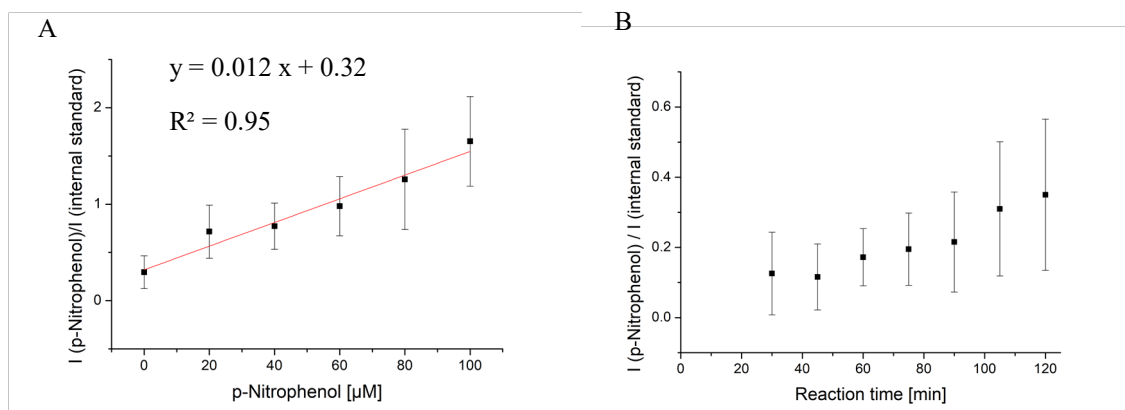 A
y = 0.012 x + 0.32
R² = 0.95
I (p-Nitrophenol)/I (internal standard)
2
1
0
0 20 40 60 80 100
p-Nitrophenol [µM]
B
I (p-Nitrophenol) / I (internal standard)
0.6
0.4
0.2
0.0
0 20 40 60 80 100 120
Reaction time [min]